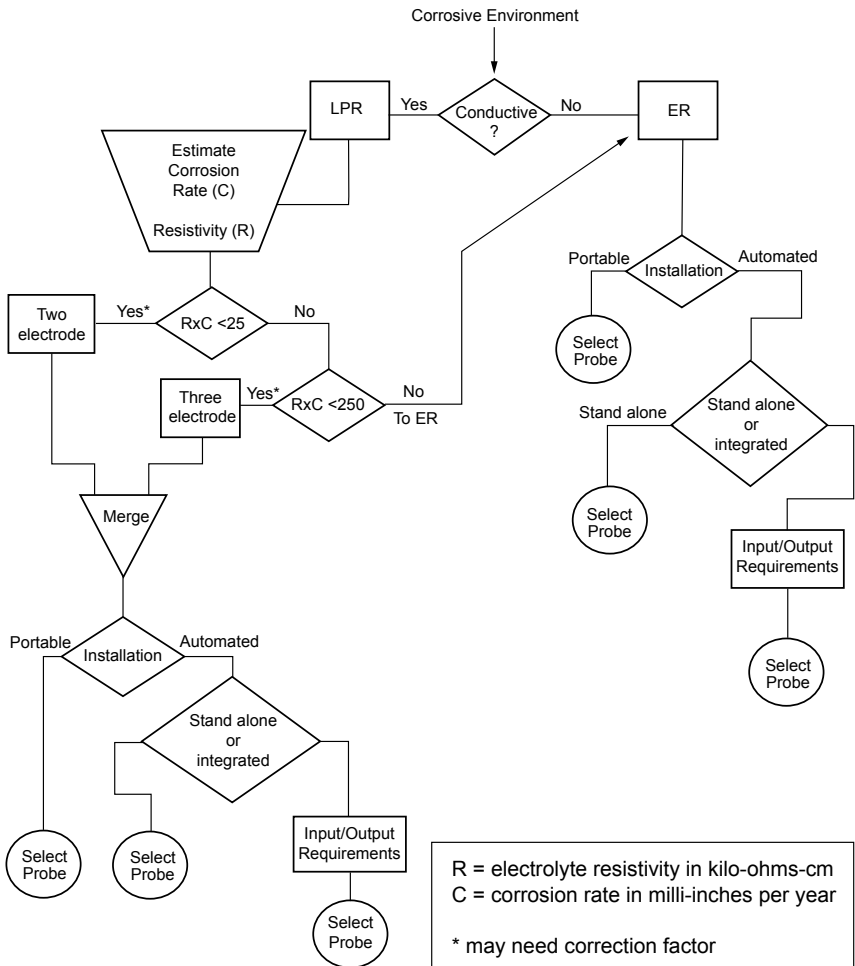 Corrosive Environment
LPR
Yes
Conductive
?
No
ER
Estimate
Corrosion
Rate (C)
Resistivity (R)
Portable
Installation
Automated
Two
electrode
Yes*
RxC <25
No
Select
Probe
Three
electrode
Yes*
RxC <250
No
To ER
Stand alone
Stand alone
or
integrated
Merge
Select
Probe
Input/Output
Requirements
Portable
Installation
Automated
Select
Probe
Stand alone
or
integrated
Select
Probe
Select
Probe
Input/Output
Requirements
Select
Probe
R = electrolyte resistivity in kilo-ohms-cm
C = corrosion rate in milli-inches per year
* may need correction factor